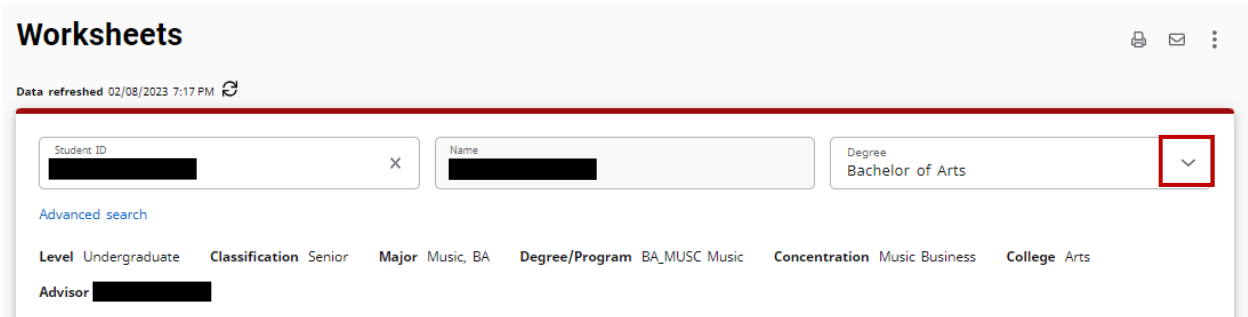 Worksheets
Data refreshed 02/08/2023 7:17 PM
Student ID
Name
Degree
Bachelor of Arts
Advanced search
Level Undergraduate Classification Senior Major Music, BA Degree/Program BA_MUSC Music Concentration Music Business College Arts
Advisor